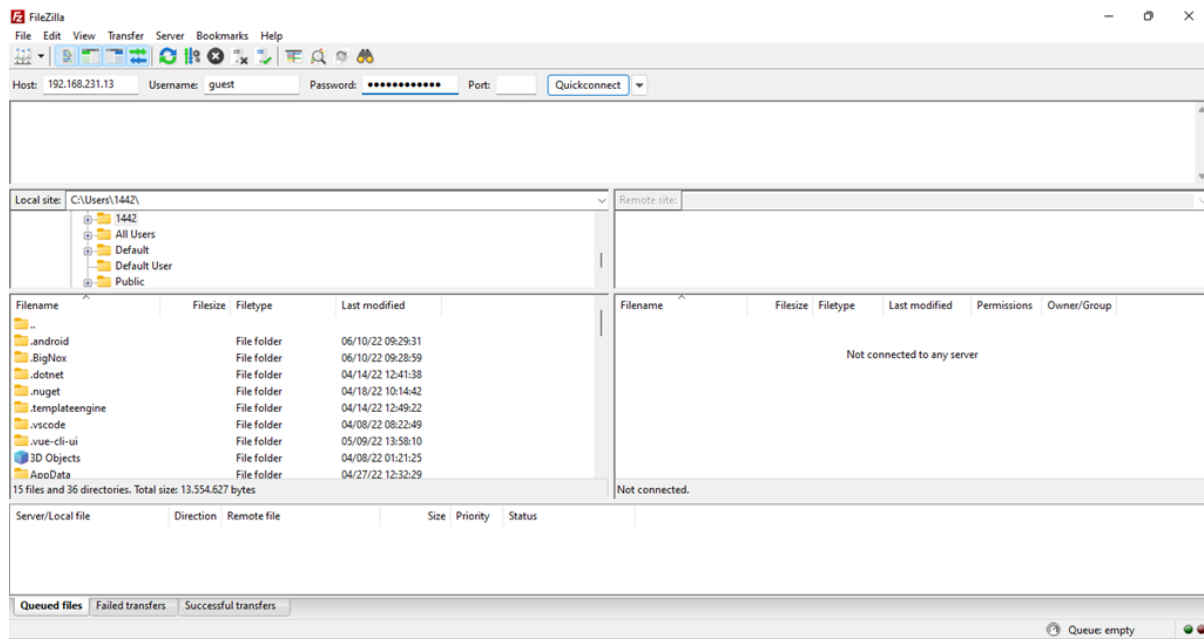 FileZilla
File Edit View Transfer Server Bookmarks Help
Host: 192.168.231.13 Username: guest Password: ●●●●●●●●●●●● Port: Quickconnect
Local site: C:\Users\1442\
Remote site:
1442
All Users
Default
Default User
Public
Filename Filesize Filetype Last modified
Filename Filesize Filetype Last modified Permissions Owner/Group
..
.android File folder 06/10/22 09:29:31
.BigNox File folder 06/10/22 09:28:59
.dotnet File folder 04/14/22 12:41:38
.nuget File folder 04/18/22 10:14:42
.templateengine File folder 04/14/22 12:49:22
.vscode File folder 04/08/22 08:22:49
.vue-cli-ui File folder 05/09/22 13:58:10
3D Objects File folder 04/08/22 01:21:25
AppData File folder 04/27/22 12:32:29
15 files and 36 directories. Total size: 13.554.627 bytes
Not connected to any server
Not connected.
Server/Local file Direction Remote file Size Priority Status
Queued files Failed transfers Successful transfers
Queue: empty